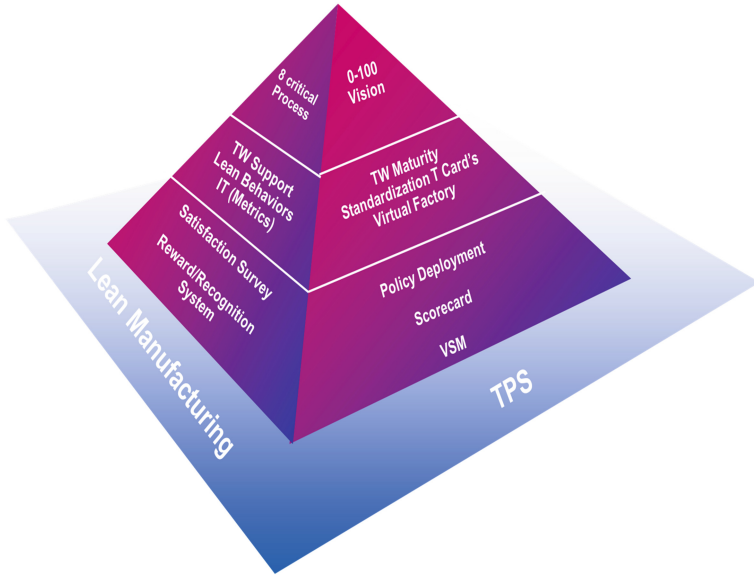 8 critical
Process
0-100
Vision
TW Support
Lean Behaviors
IT (Metrics)
TW Maturity
Standardization T Card's
Virtual Factory
Satisfaction Survey
Reward/Recognition
System
Policy Deployment
Scorecard
VSM
Lean Manufacturing
TPS